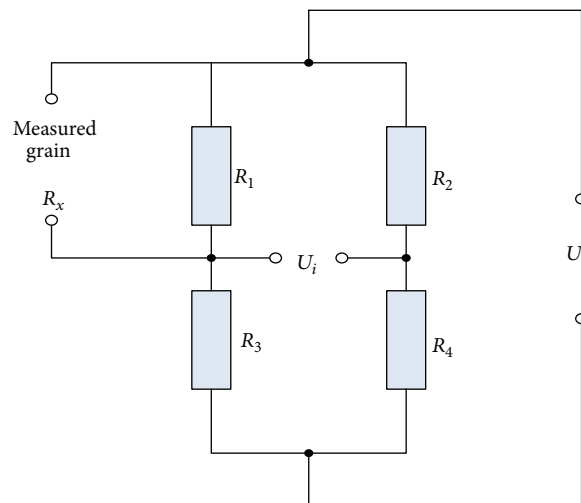 Measured
grain
Rₓ
R₁
R₂
Uᵢ
U
R₃
R₄